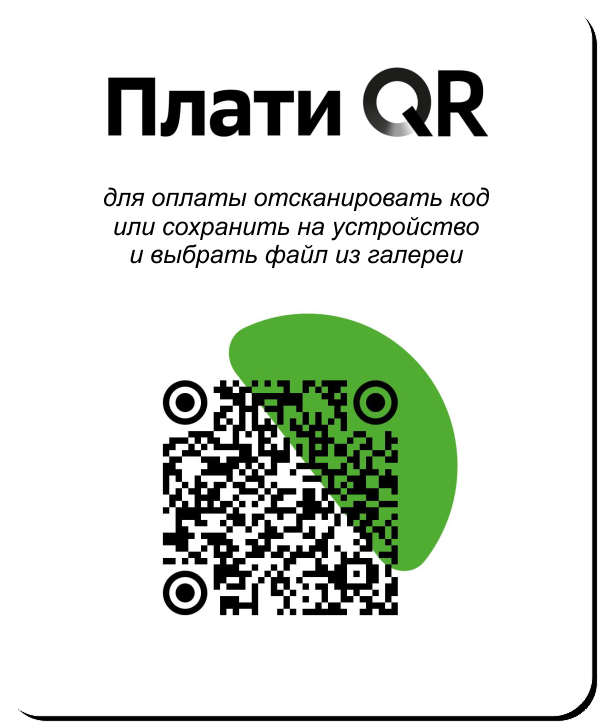 Плати QR
для оплаты отсканировать код
или сохранить на устройство
и выбрать файл из галереи